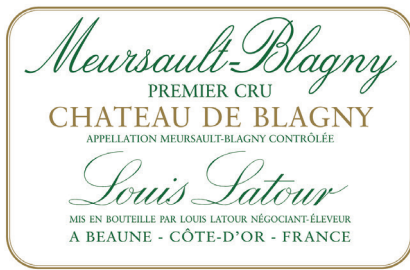 Meursault-Blagny
PREMIER CRU
CHATEAU DE BLAGNY
APPELLATION MEURSAULT-BLAGNY CONTRÔLÉE
Louis Latour
MIS EN BOUTEILLE PAR LOUIS LATOUR NÉGOCIANT-ÉLEVEUR
A BEAUNE - CÔTE-D'OR - FRANCE